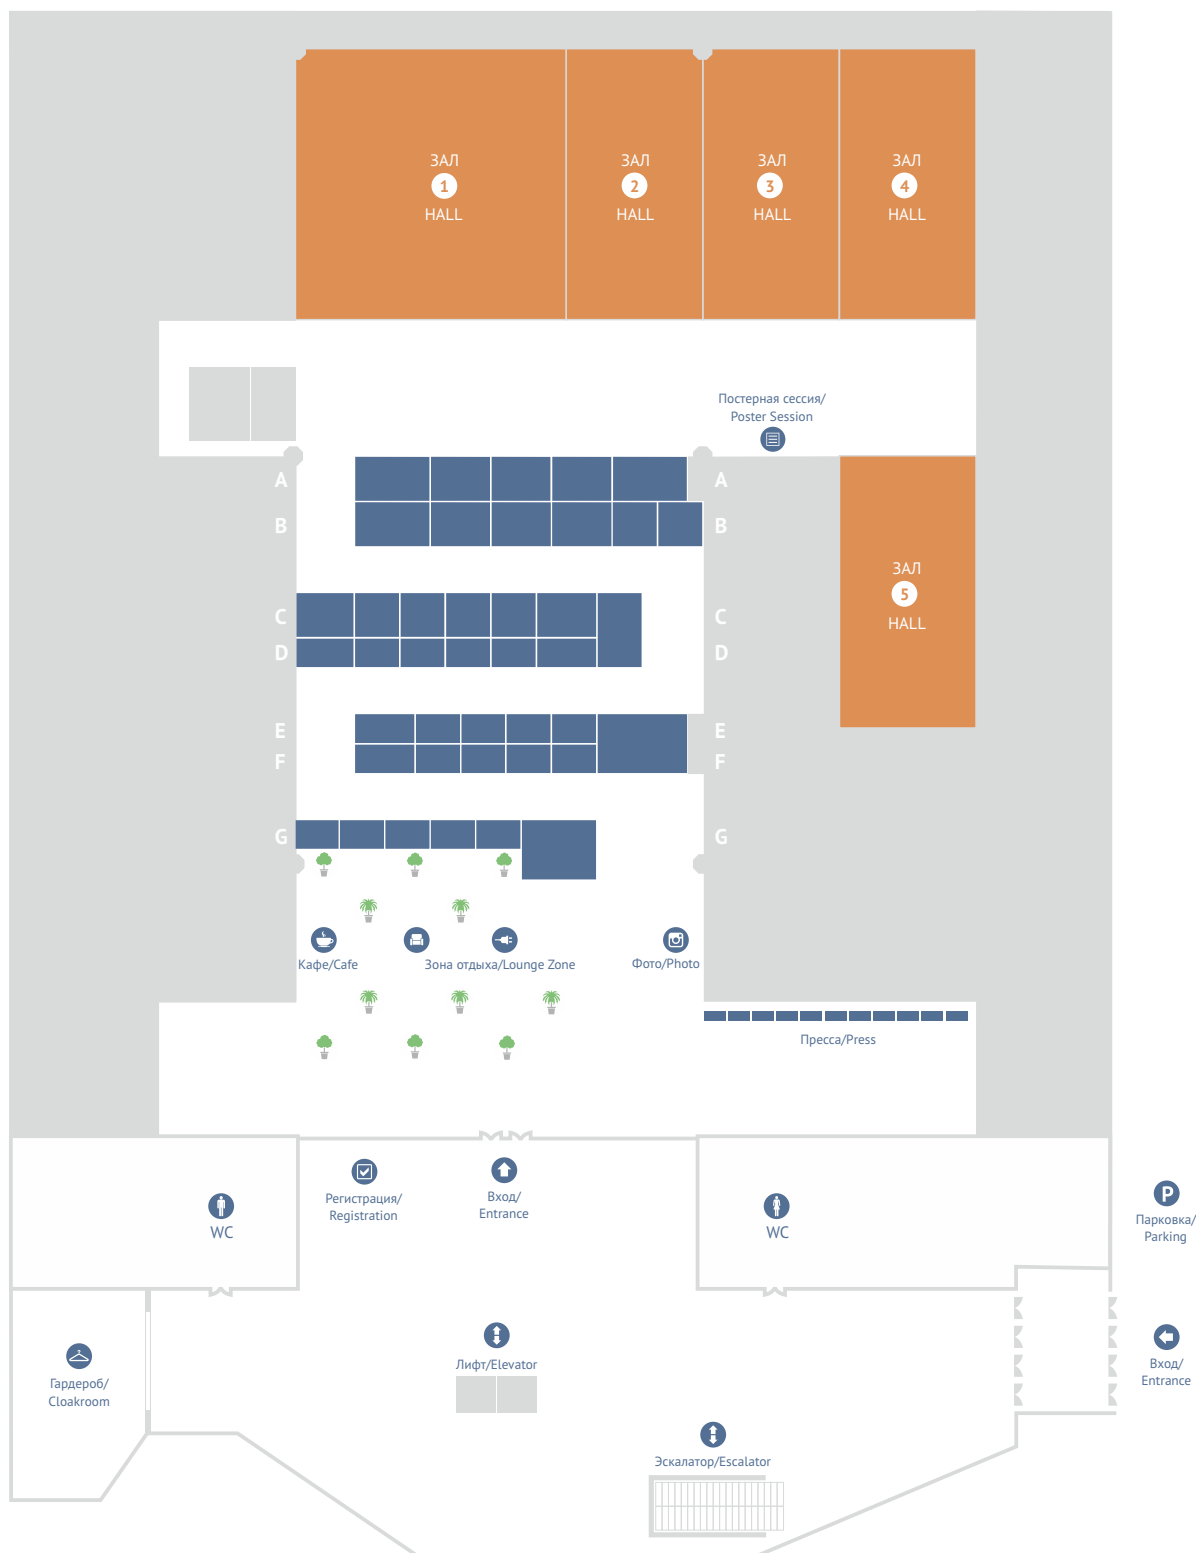 ЗАЛ
1
HALL
ЗАЛ
2
HALL
ЗАЛ
3
HALL
ЗАЛ
4
HALL
Постерная сессия/
Poster Session
A
A
B
B
ЗАЛ
5
HALL
C
C
D
D
E
E
F
F
G
G
Кафе/Cafe
Зона отдыха/Lounge Zone
Фото/Photo
Пресса/Press
WC
Регистрация/
Registration
Вход/
Entrance
WC
P
Парковка/
Parking
Гардероб/
Cloakroom
Лифт/Elevator
Вход/
Entrance
Эскалатор/Escalator